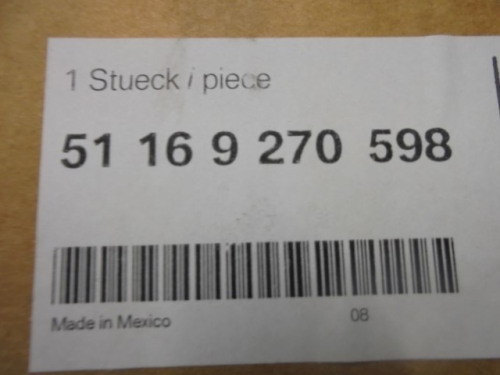 1 Stueck / piece
51 16 9 270 598
Made in Mexico 08